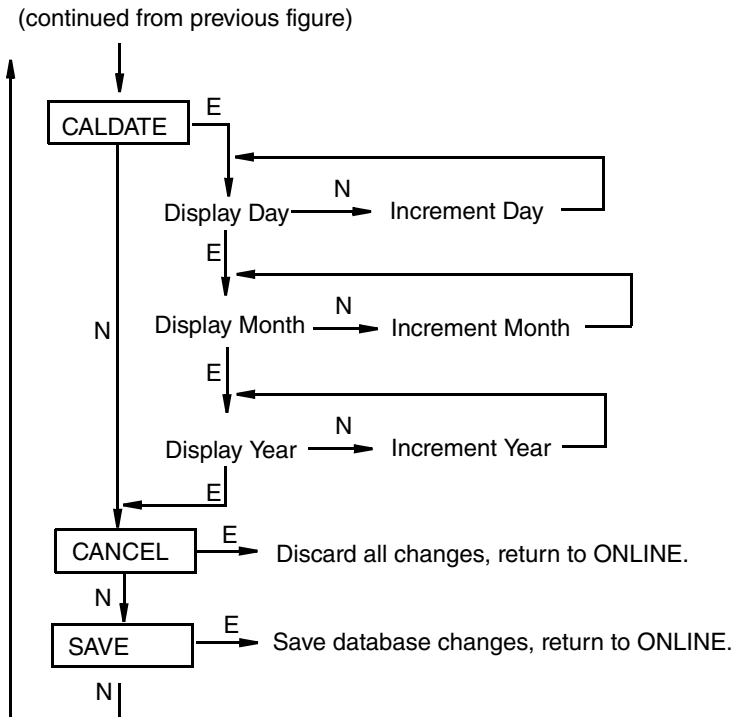 (continued from previous figure)
E
CALDATE
N
Display Day
Increment Day
E
N
Display Month
Increment Month
N
E
N
Display Year
Increment Year
E
CANCEL
E
Discard all changes, return to ONLINE.
N
SAVE
E
Save database changes, return to ONLINE.
N